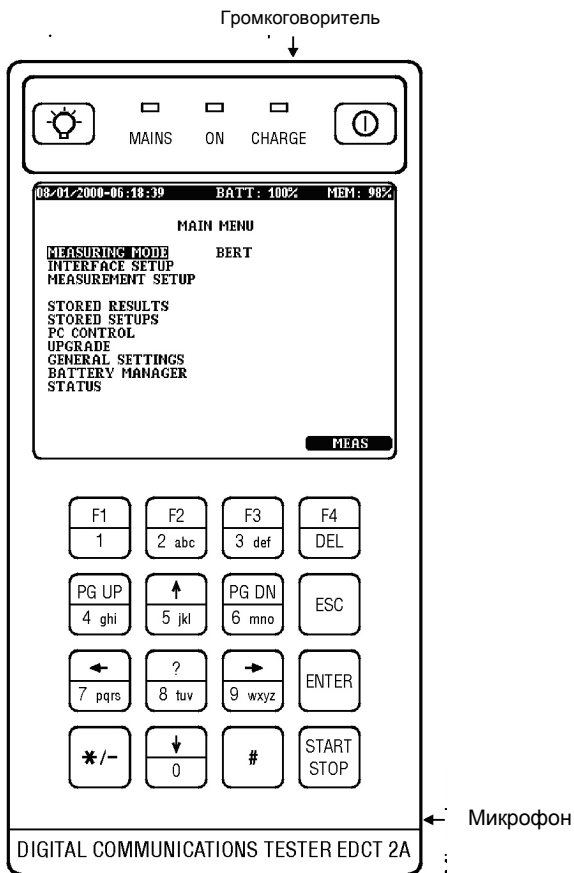 Громкоговоритель
MAINS ON CHARGE
08/01/2000-06:18:39 BATT: 100% MEM: 98%
MAIN MENU
MEASURING MODE BERT
INTERFACE SETUP
MEASUREMENT SETUP
STORED RESULTS
STORED SETUPS
PC CONTROL
UPGRADE
GENERAL SETTINGS
BATTERY MANAGER
STATUS
MEAS
F1 F2 F3 F4
1 2 abc 3 def DEL
PG UP ↑ PG DN ESC
4 ghi 5 jkl 6 mno
← ? → ENTER
7 pqrs 8 tuv 9 wxyz
*/- ↓ # START
0 STOP
Микрофон
DIGITAL COMMUNICATIONS TESTER EDCT 2A